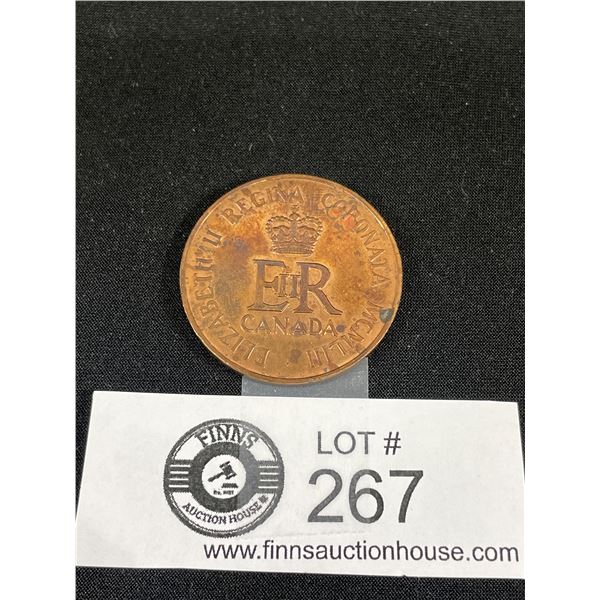 ELIZABETH·II REGINA CORONATA MCMLIII
EIIR
CANADA
FINNS
AUCTION HOUSE
LOT #
267
www.finnsauctionhouse.com